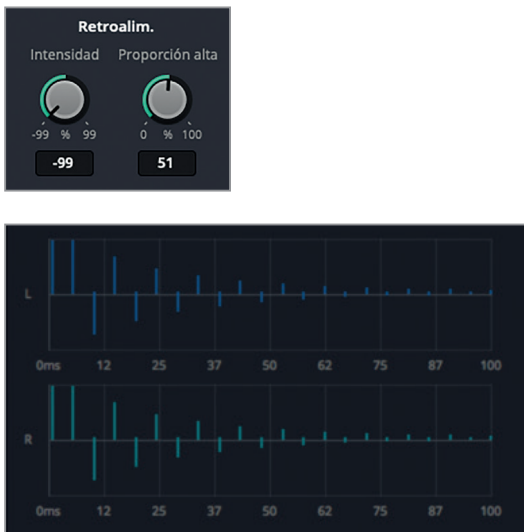 Retroalim.
Intensidad Proporción alta
-99 % 99 0 % 100
-99 51
L
0ms 12 25 37 50 62 75 87 100
R
0ms 12 25 37 50 62 75 87 100